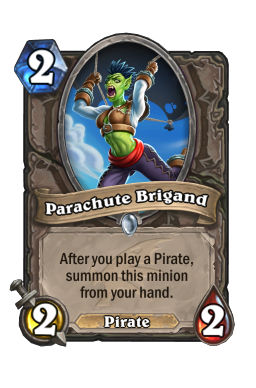 2
Parachute Brigand
After you play a Pirate,
summon this minion
from your hand.
2
Pirate
2